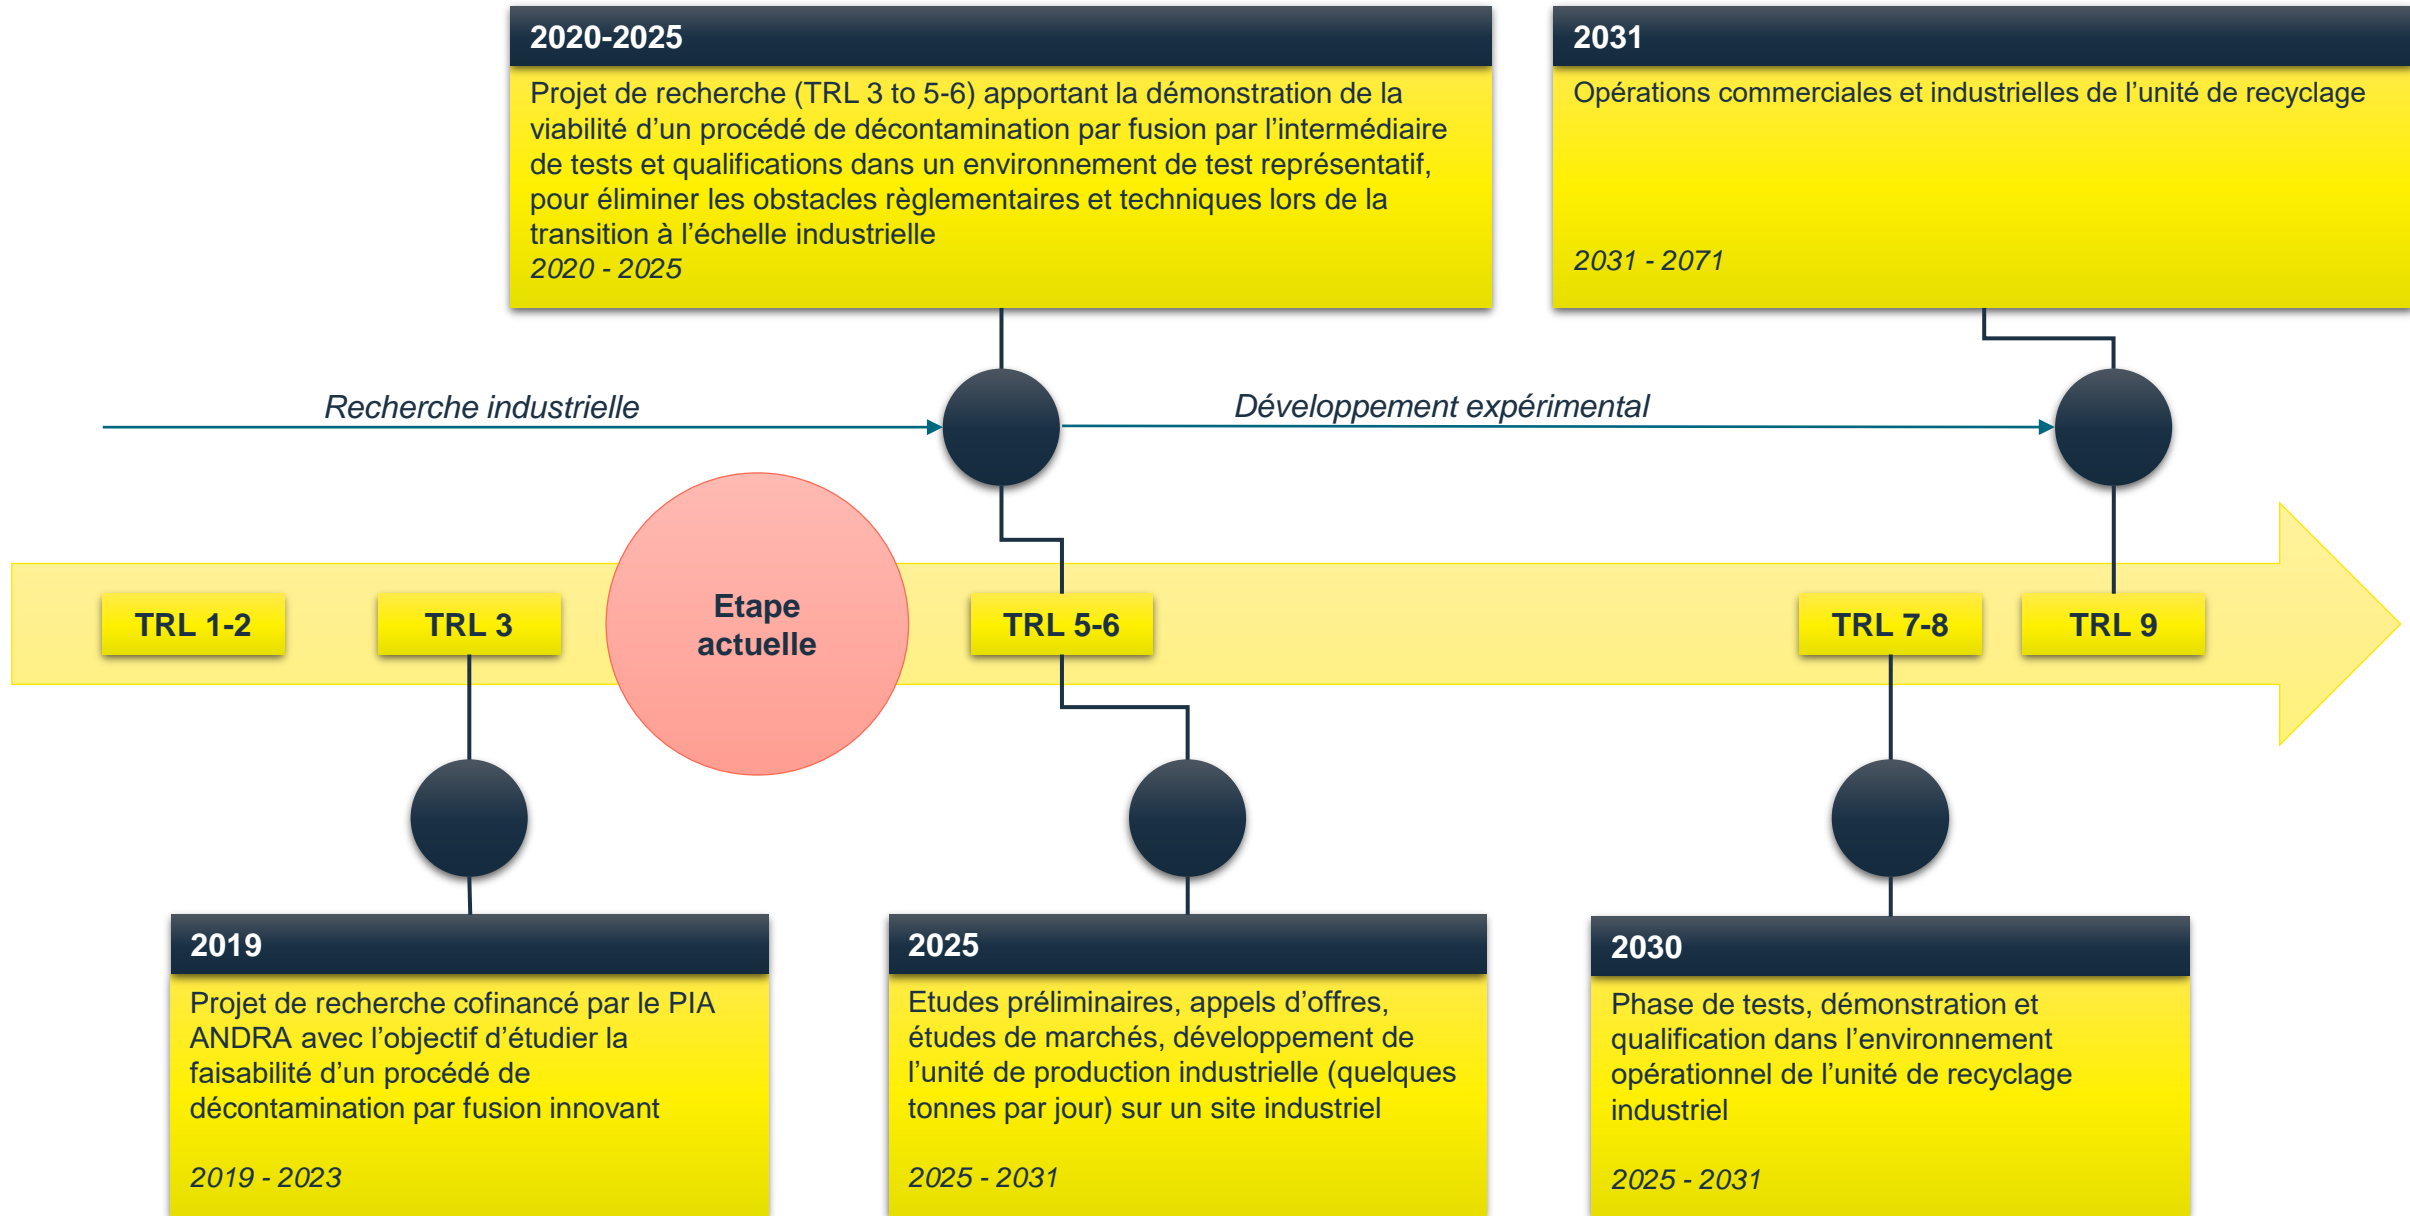 2020-2025
Projet de recherche (TRL 3 to 5-6) apportant la démonstration de la
viabilité d’un procédé de décontamination par fusion par l’intermédiaire
de tests et qualifications dans un environnement de test représentatif,
pour éliminer les obstacles règlementaires et techniques lors de la
transition à l’échelle industrielle
2020 - 2025
2031
Opérations commerciales et industrielles de l’unité de recyclage
2031 - 2071
Recherche industrielle
Développement expérimental
TRL 1-2
TRL 3
Etape
actuelle
TRL 5-6
TRL 7-8
TRL 9
2019
Projet de recherche cofinancé par le PIA
ANDRA avec l’objectif d’étudier la
faisabilité d’un procédé de
décontamination par fusion innovant
2019 - 2023
2025
Etudes préliminaires, appels d’offres,
études de marchés, développement de
l’unité de production industrielle (quelques
tonnes par jour) sur un site industriel
2025 - 2031
2030
Phase de tests, démonstration et
qualification dans l’environnement
opérationnel de l’unité de recyclage
industriel
2025 - 2031